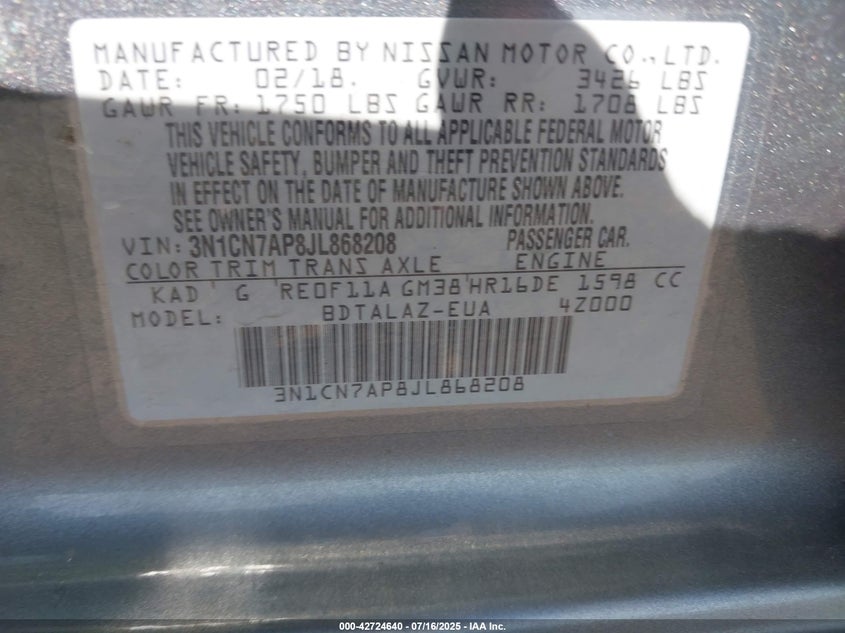 MANUFACTURED BY NISSAN MOTOR CO., LTD.
DATE: 02/18. GVWR: 3426 LBS
GAWR FR: 1750 LBS GAWR RR: 1708 LBS
THIS VEHICLE CONFORMS TO ALL APPLICABLE FEDERAL MOTOR
VEHICLE SAFETY, BUMPER AND THEFT PREVENTION STANDARDS
IN EFFECT ON THE DATE OF MANUFACTURE SHOWN ABOVE.
SEE OWNER'S MANUAL FOR ADDITIONAL INFORMATION.
VIN: 3N1CN7AP8JL868208 PASSENGER CAR.
COLOR TRIM TRANS AXLE ENGINE
KAD G RE0F11A GM38 HR16DE 1598 CC
MODEL: BDTALAZ-EUA 4Z000
3N1CN7AP8JL868208
000-42724640 - 07/16/2025 - IAA Inc.